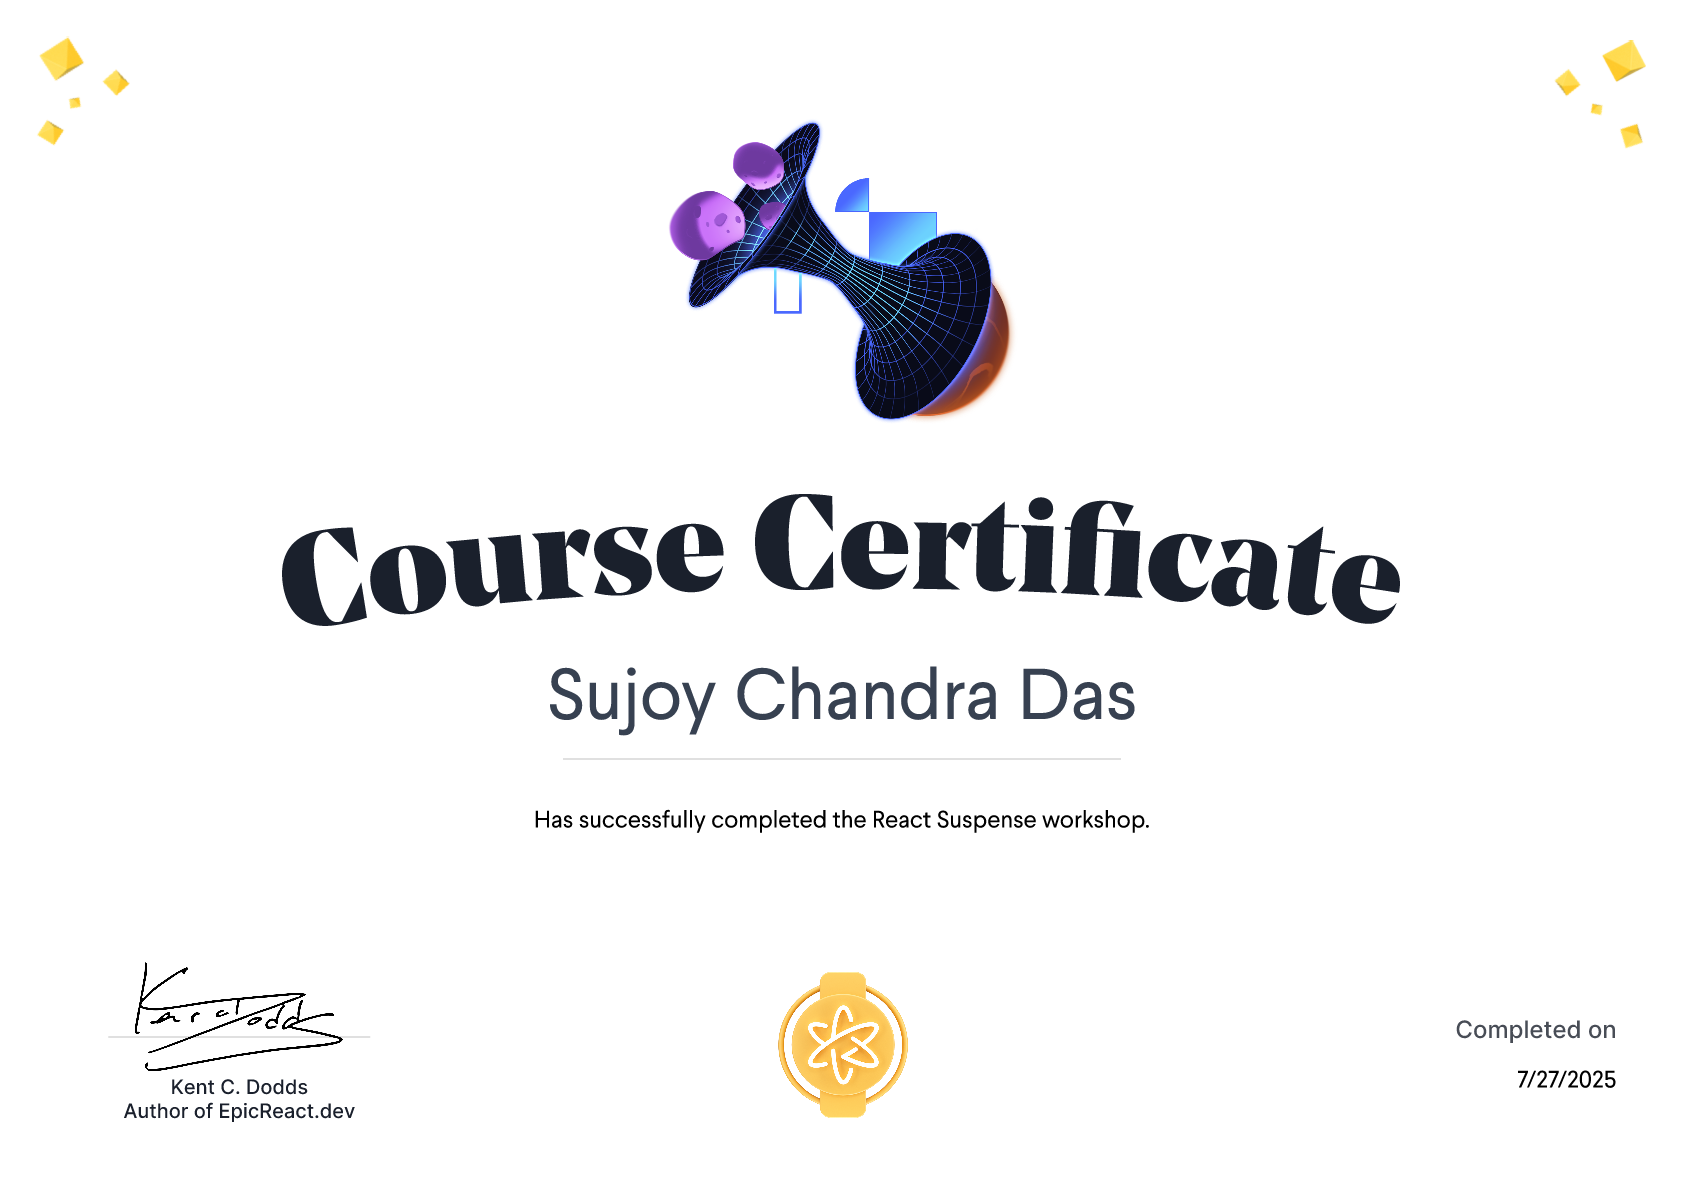 Course Certificate
Sujoy Chandra Das
Has successfully completed the React Suspense workshop.
Kent C. Dodds
Kent C. Dodds
Author of EpicReact.dev
Completed on
7/27/2025